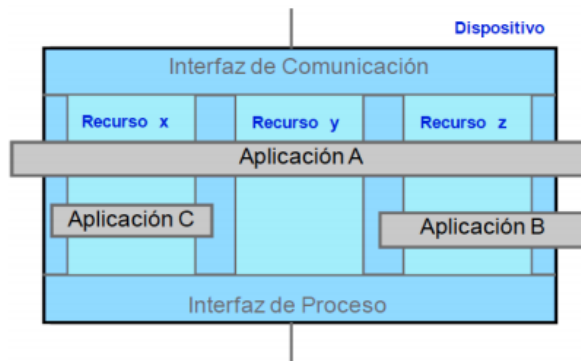 Dispositivo
Interfaz de Comunicación
Recurso x
Recurso y
Recurso z
Aplicación A
Aplicación C
Aplicación B
Interfaz de Proceso